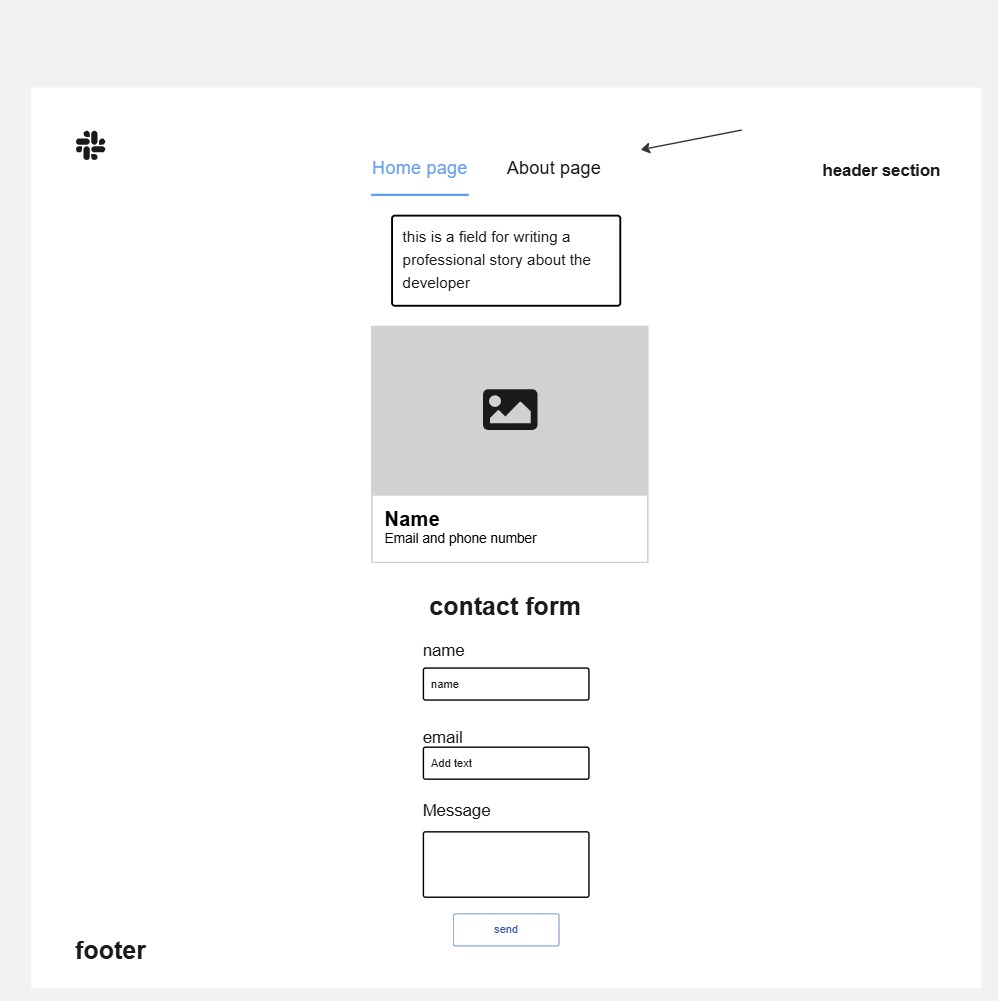 Home page
About page
header section
this is a field for writing a
professional story about the
developer
Name
Email and phone number
contact form
name
name
email
Add text
Message
send
footer